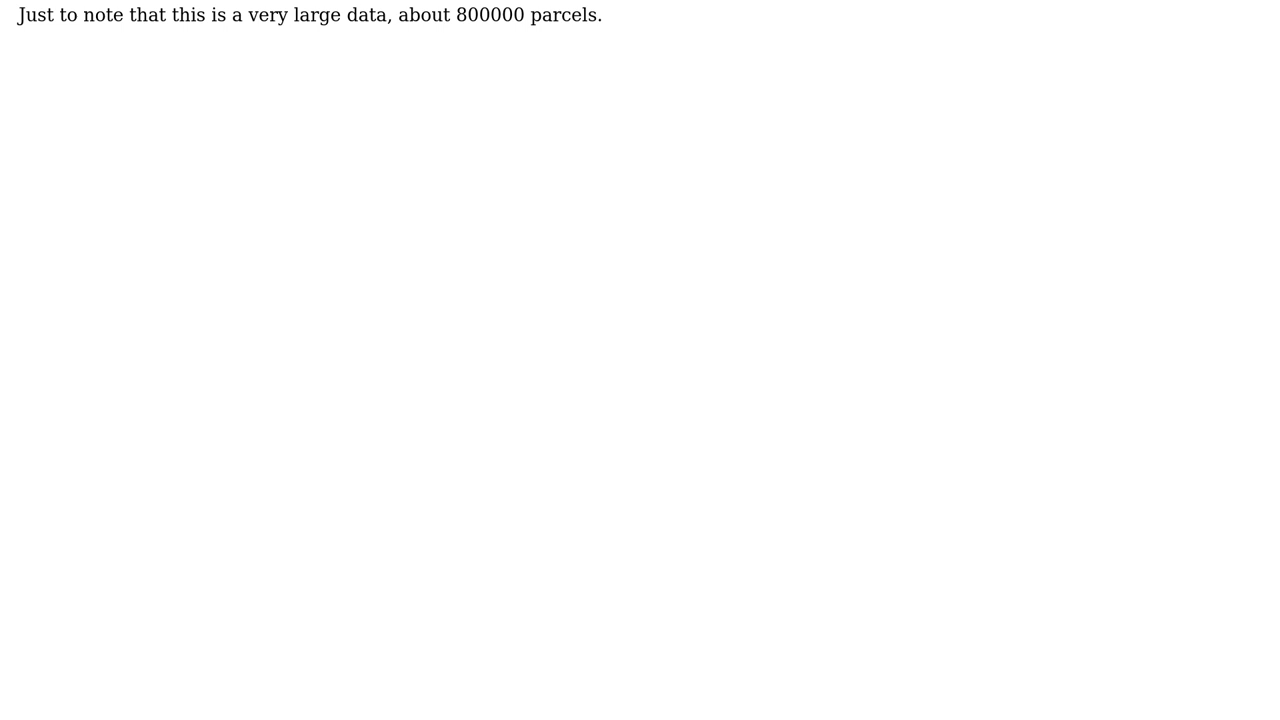 Just to note that this is a very large data, about 800000 parcels.